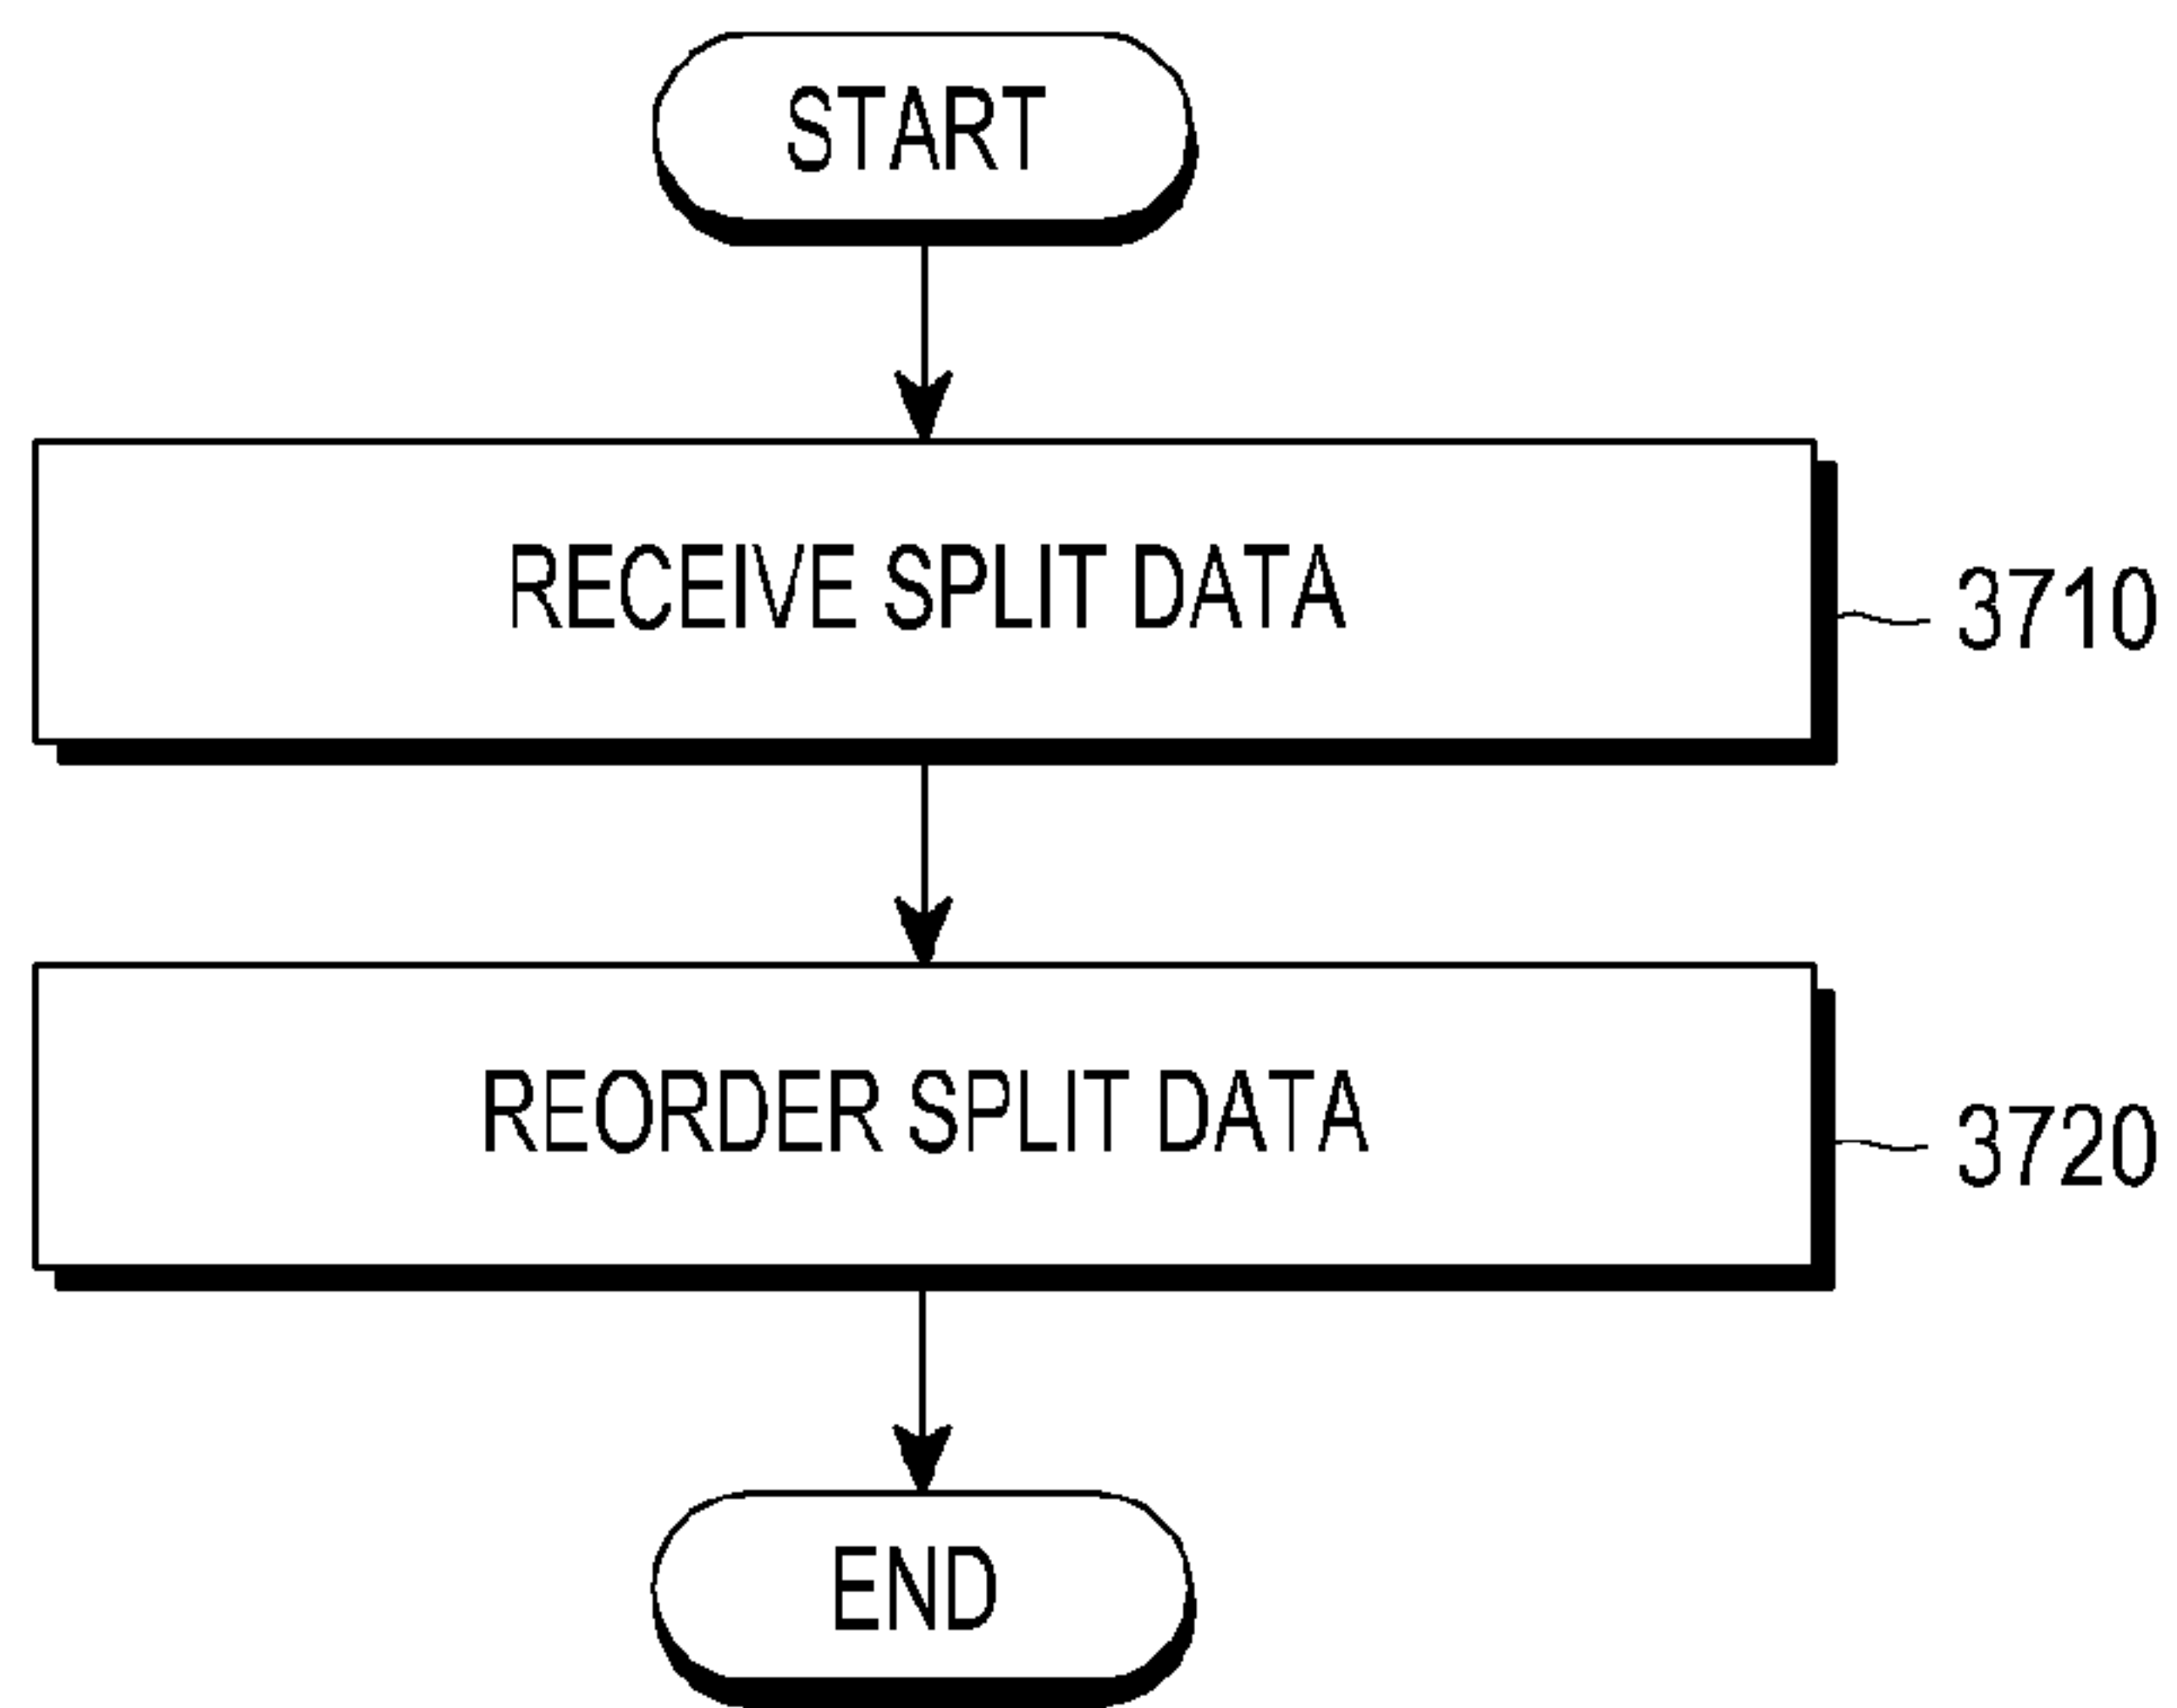 START
RECEIVE SPLIT DATA
3710
REORDER SPLIT DATA
3720
END